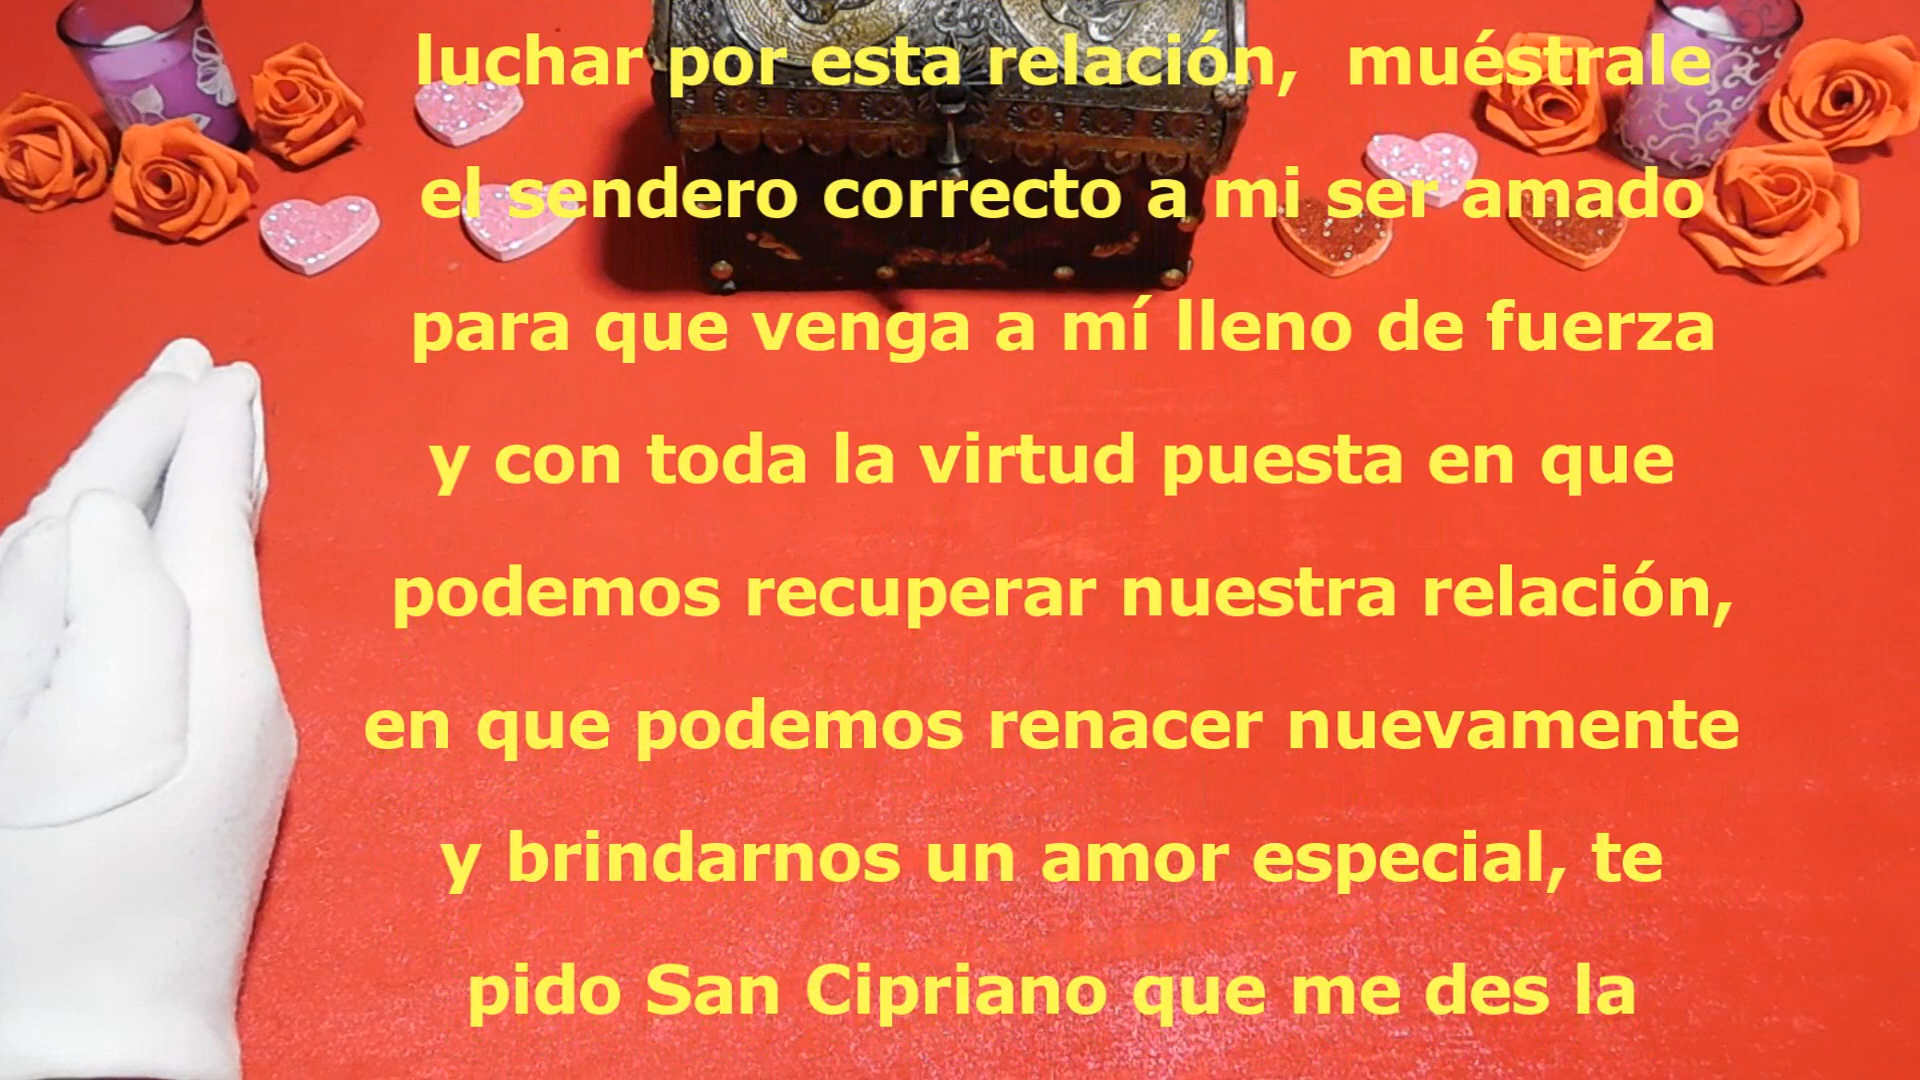 luchar por esta relación, muéstrale
el sendero correcto a mi ser amado
para que venga a mí lleno de fuerza
y con toda la virtud puesta en que
podemos recuperar nuestra relación,
en que podemos renacer nuevamente
y brindarnos un amor especial, te
pido San Cipriano que me des la